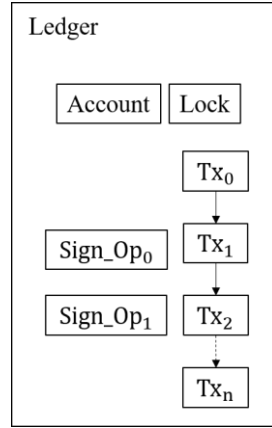 Ledger
Account Lock
Tx₀
Sign_Op₀ Tx₁
Sign_Op₁ Tx₂
Txₙ